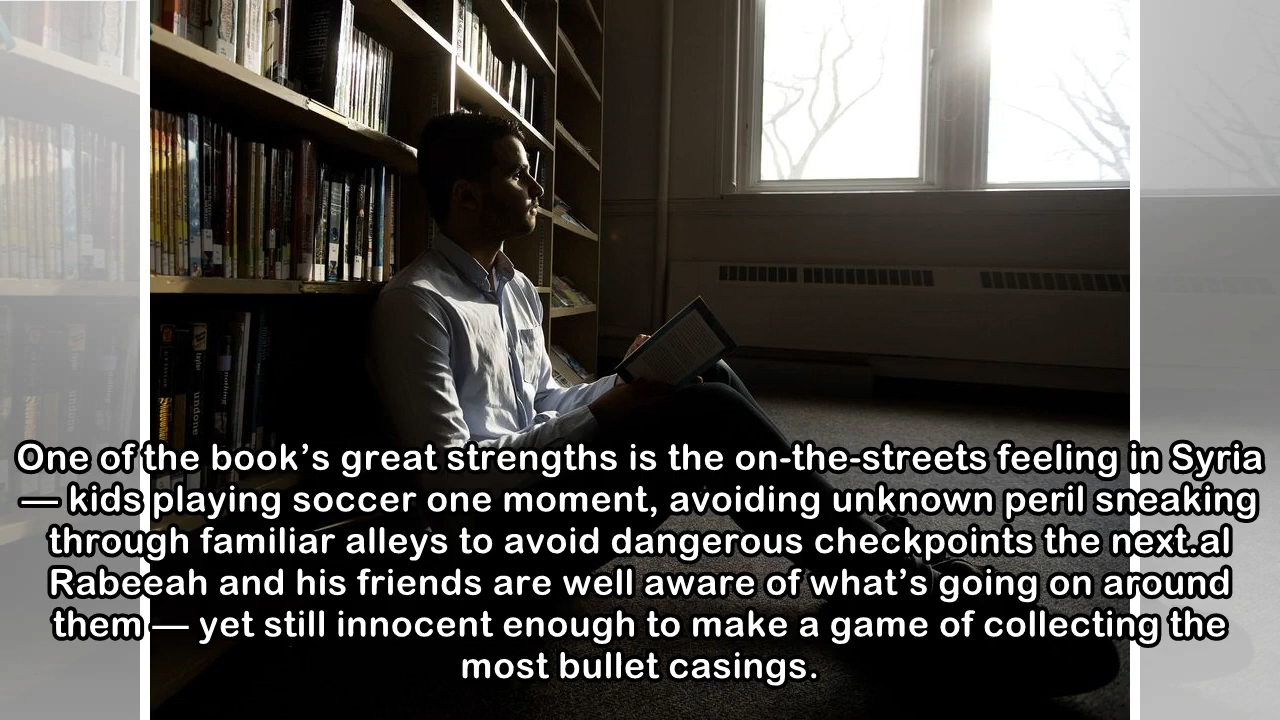 One of the book’s great strengths is the on-the-streets feeling in Syria
— kids playing soccer one moment, avoiding unknown peril sneaking
through familiar alleys to avoid dangerous checkpoints the next.al
Rabeeah and his friends are well aware of what’s going on around
them — yet still innocent enough to make a game of collecting the
most bullet casings.
undone